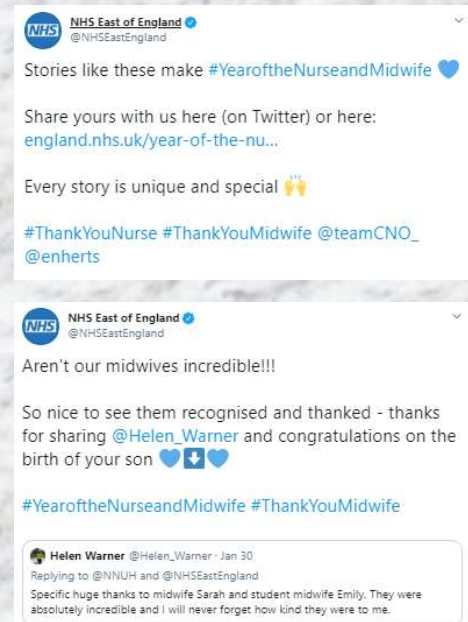 NHS
NHS East of England
@NHSEastEngland
Stories like these make #YearoftheNurseandMidwife 💙
Share yours with us here (on Twitter) or here:
england.nhs.uk/year-of-the-nu...
Every story is unique and special 🙌
#ThankYouNurse #ThankYouMidwife @teamCNO_
@enherts
NHS
NHS East of England
@NHSEastEngland
Aren't our midwives incredible!!!
So nice to see them recognised and thanked - thanks
for sharing @Helen_Warner and congratulations on the
birth of your son 💙⬇️💙
#YearoftheNurseandMidwife #ThankYouMidwife
Helen Warner @Helen_Warner · Jan 30
Replying to @NNUH and @NHSEastEngland
Specific huge thanks to midwife Sarah and student midwife Emily. They were
absolutely incredible and I will never forget how kind they were to me.